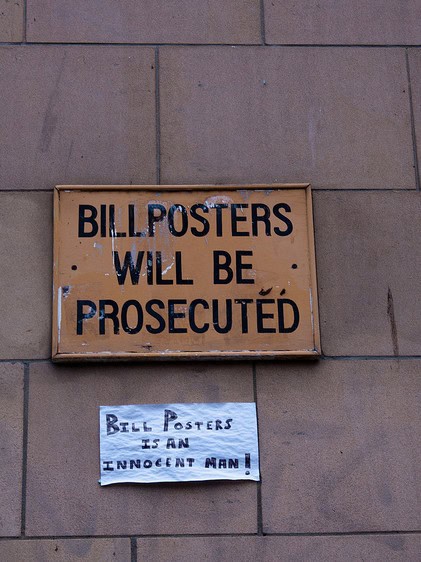 BILLPOSTERS
WILL BE
PROSECUTED
BILL POSTERS
IS AN
INNOCENT MAN!